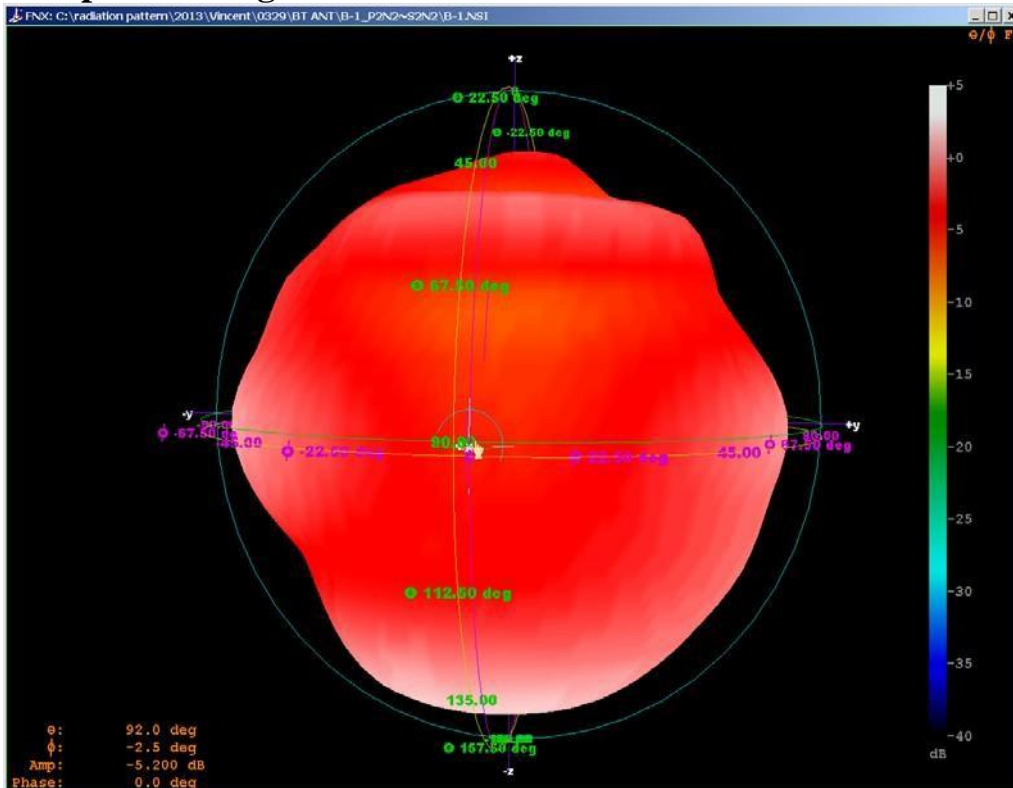 FNX: C:\radiation pattern\2013\Vincent\0329\BT ANT\B-1_P2N2~S2N2\B-1.NSI
Θ/ϕ F
+z
Θ 22.50 deg
Θ -22.50 deg
45.00
+5
+0
-5
-10
-15
-20
-25
-30
-35
-40
dB
Θ 67.50 deg
-y
+y
ϕ -67.50
90.00
ϕ -22.50 deg
ϕ 22.50 deg
45.00
90.00
ϕ 67.50 deg
Θ 112.50 deg
135.00
Θ 157.50 deg
-z
Θ: 92.0 deg
ϕ: -2.5 deg
Amp: -5.200 dB
Phase: 0.0 deg